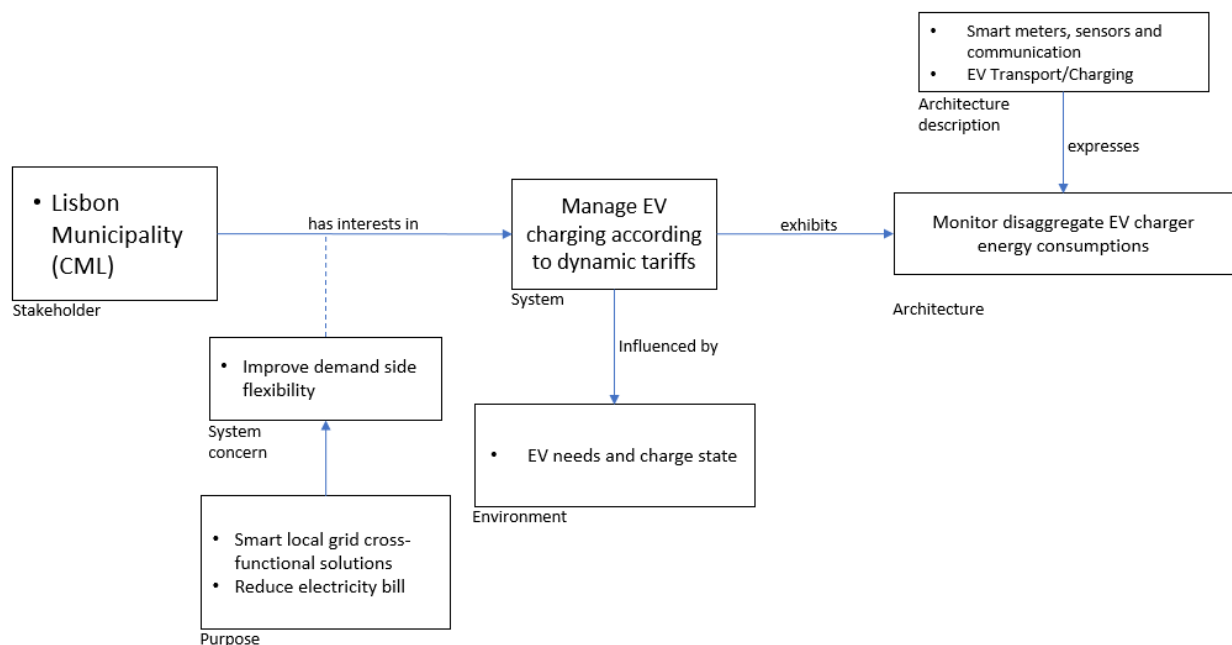 • Smart meters, sensors and
communication
• EV Transport/Charging
Architecture
description
expresses
• Lisbon
Municipality
(CML)
Stakeholder
has interests in
Manage EV
charging according
to dynamic tariffs
System
exhibits
Monitor disaggregate EV charger
energy consumptions
Architecture
Influenced by
• Improve demand side
flexibility
System
concern
• EV needs and charge state
Environment
• Smart local grid cross-
functional solutions
• Reduce electricity bill
Purpose